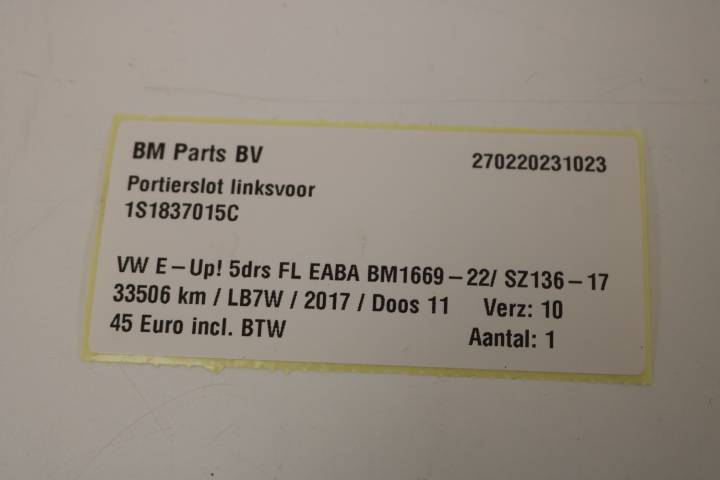 BM Parts BV 270220231023
Portierslot linksvoor
1S1837015C
VW E-Up! 5drs FL EABA BM1669-22/ SZ136-17
33506 km / LB7W / 2017 / Doos 11 Verz: 10
45 Euro incl. BTW Aantal: 1